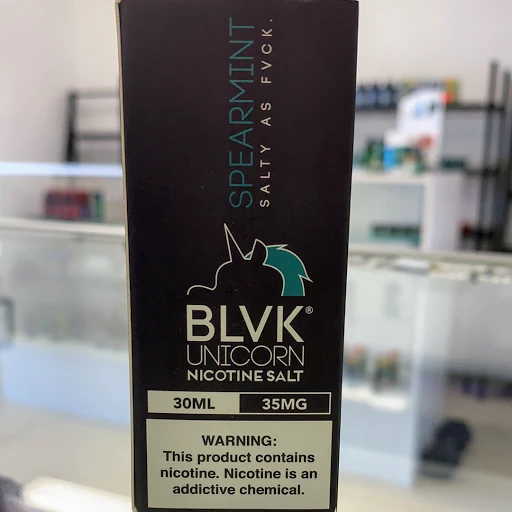 SPEARMINT
SALTY AS FVCK.
BLVK®
UNICORN
NICOTINE SALT
30ML 35MG
WARNING:
This product contains
nicotine. Nicotine is an
addictive chemical.